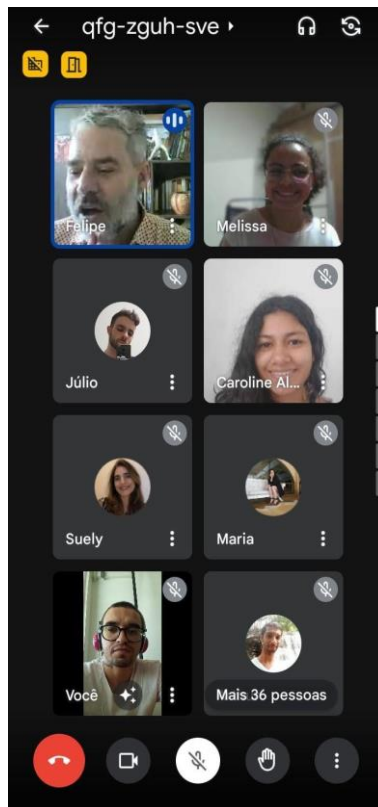 qfg-zguh-sve
Felipe
Melissa
Júlio
Caroline Al...
Suely
Maria
Você
Mais 36 pessoas